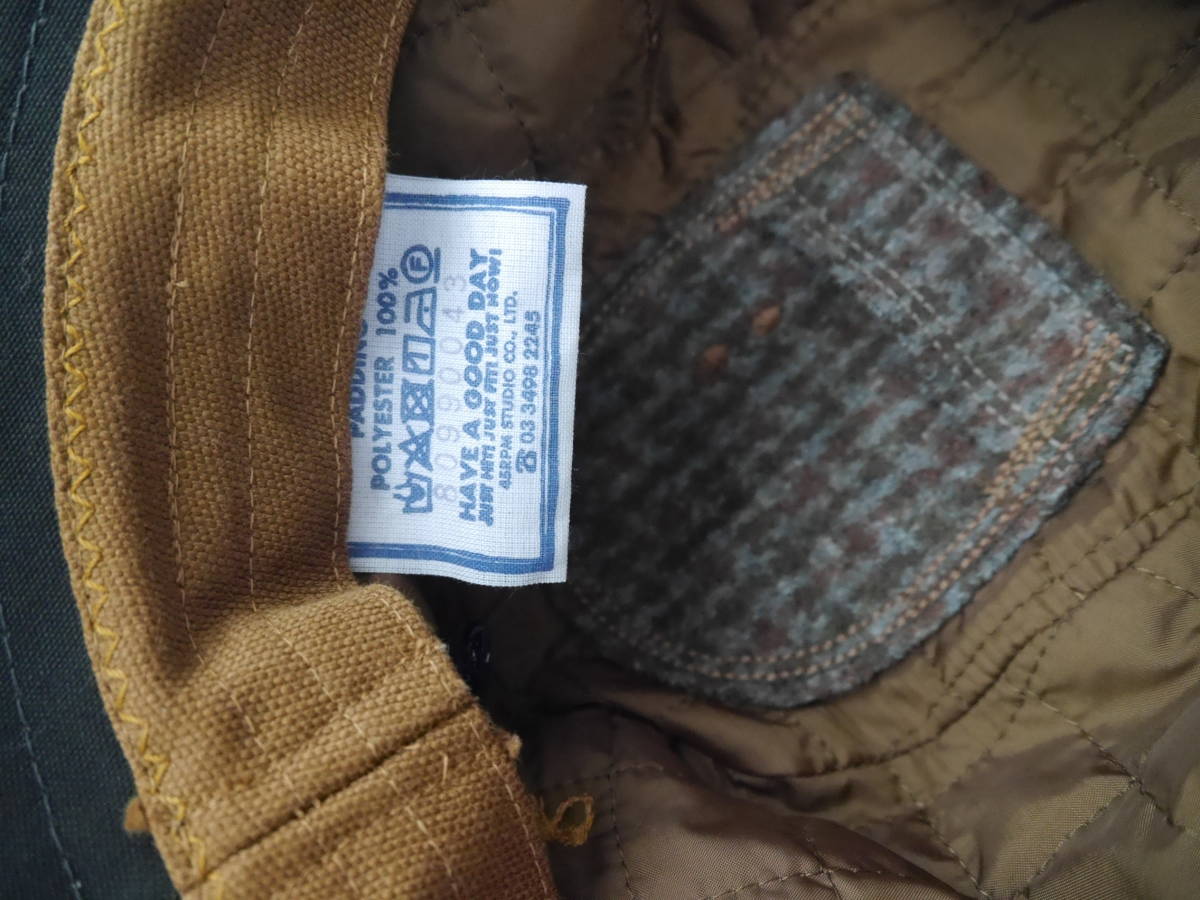 PADDING
POLYESTER 100%
F
80990043
HAVE A GOOD DAY
JUST HIT! JUST FIT! JUST NOW!
45RPM STUDIO CO., LTD.
☎ 03 3498 2245